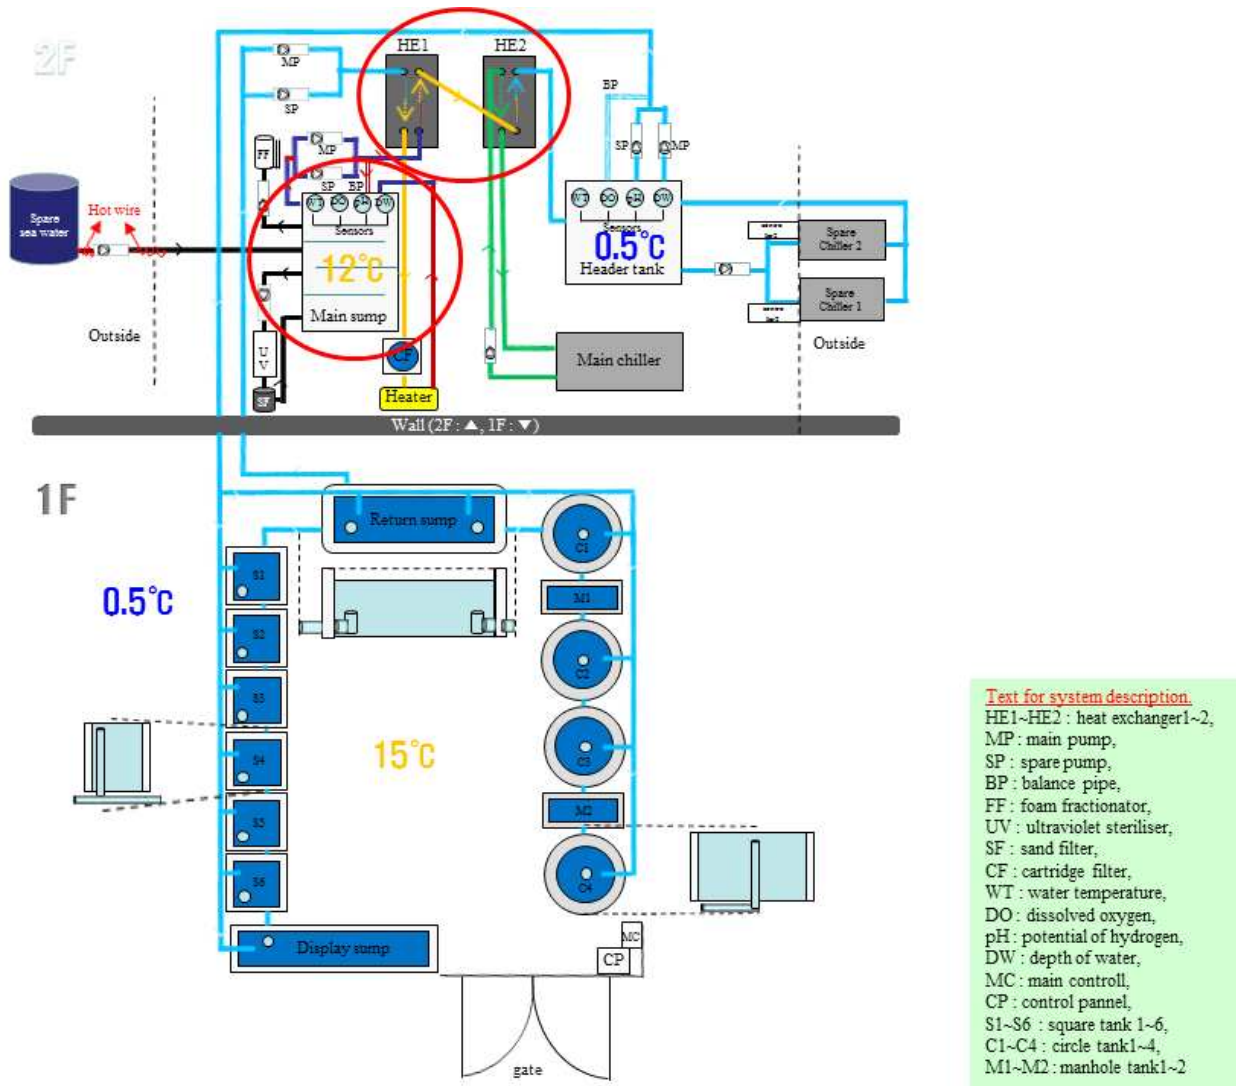 2F
HE1
HE2
MP
SP
BP
SP
MP
FF
MP
SP
BP
WT
DO
pH
DW
Sensors
WT
DO
pH
DW
Sensors
Spare
sea water
Hot wire
12°C
Main sump
0.5°C
Header tank
Spare
Chiller 2
Spare
Chiller 1
Outside
Outside
UV
SF
CF
Heater
Main chiller
Wall (2F : ▲, 1F : ▼)
1F
Return sump
0.5°C
15°C
S1
S2
S3
S4
S5
S6
C1
M1
C2
C3
M2
C4
Display sump
MC
CP
gate
Text for system description.
HE1~HE2 : heat exchanger1~2,
MP : main pump,
SP : spare pump,
BP : balance pipe,
FF : foam fractionator,
UV : ultraviolet steriliser,
SF : sand filter,
CF : cartridge filter,
WT : water temperature,
DO : dissolved oxygen,
pH : potential of hydrogen,
DW : depth of water,
MC : main controll,
CP : control pannel,
S1~S6 : square tank 1~6,
C1~C4 : circle tank1~4,
M1~M2 : manhole tank1~2